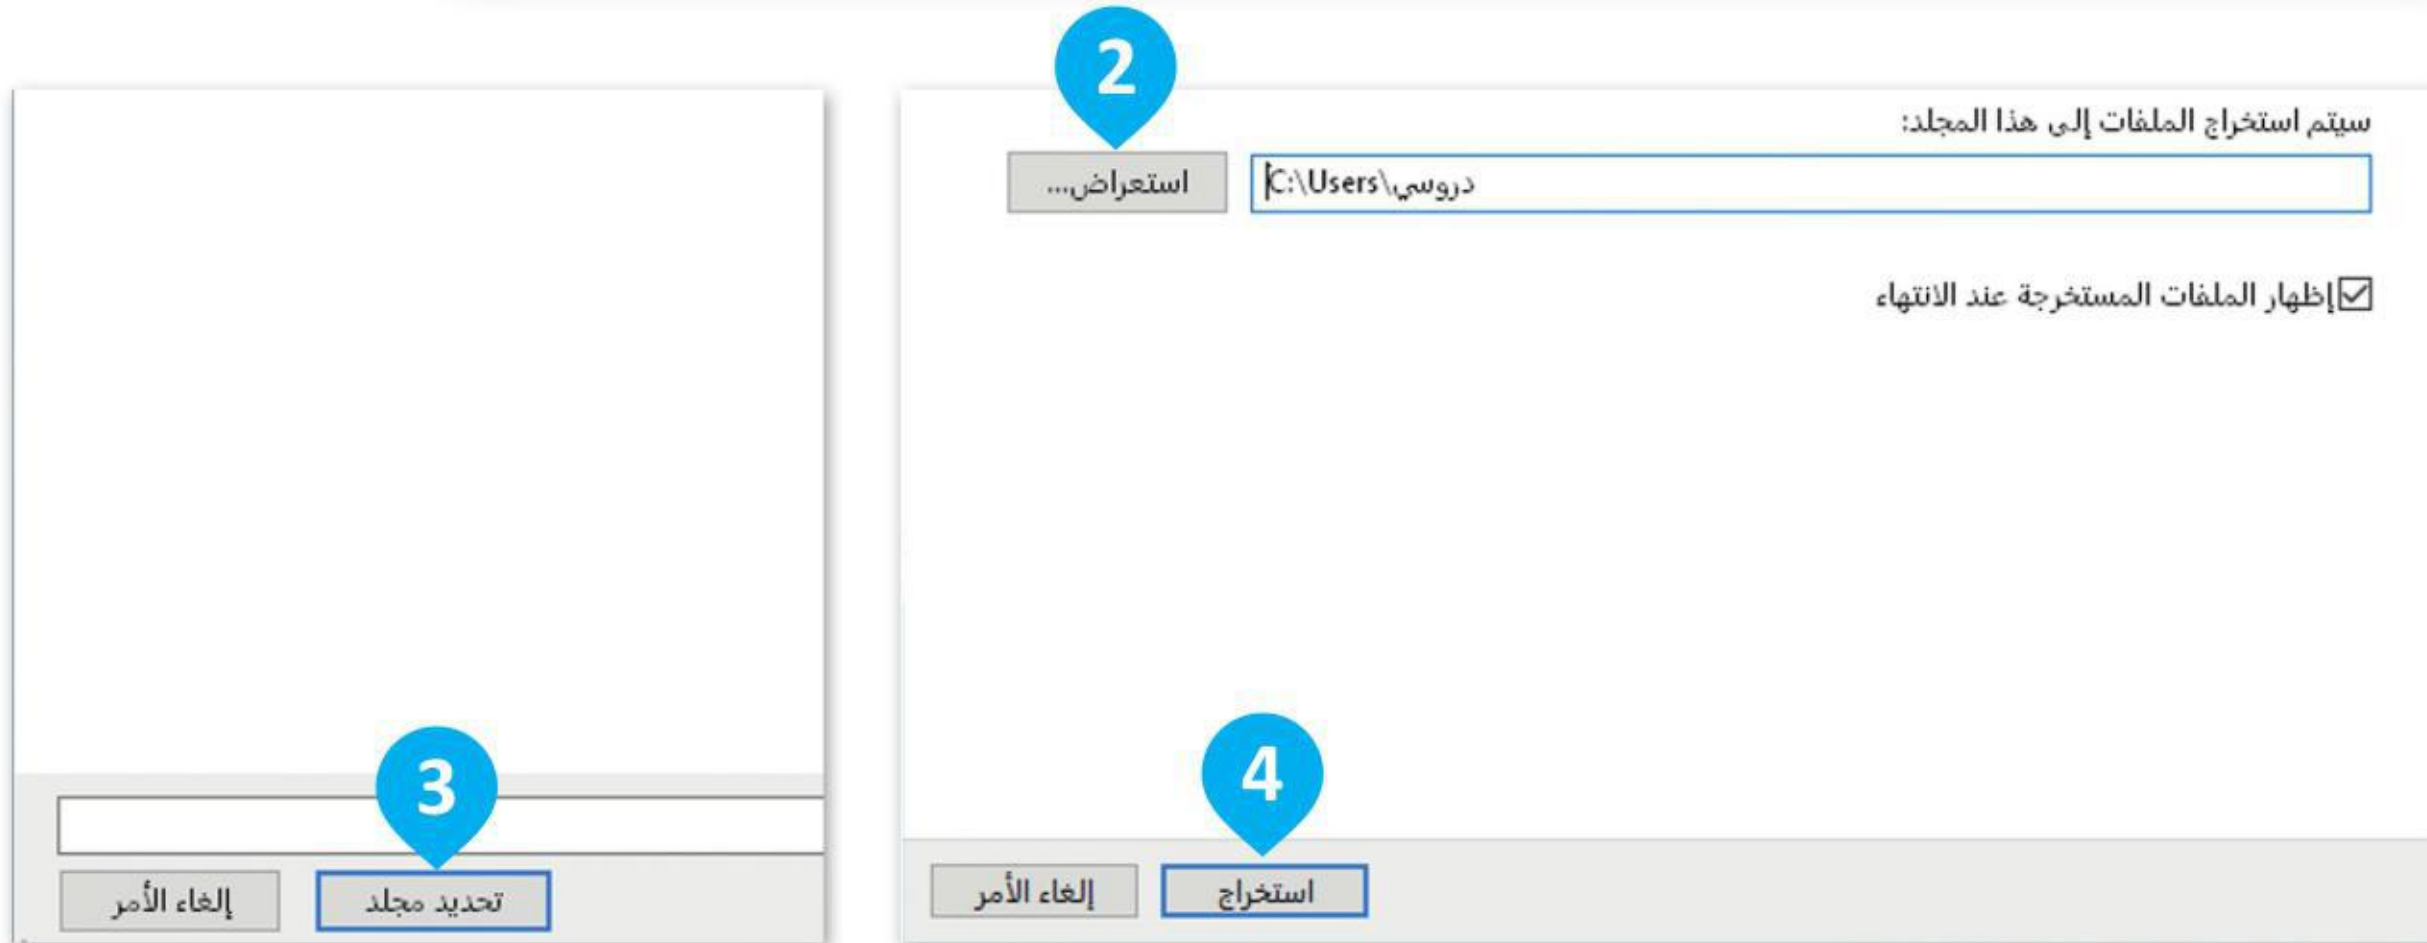 2
سيتم استخراج الملفات إلى هذا المجلد:
C:\Users\دروسي
استعراض...
إظهار الملفات المستخرجة عند الانتهاء
4
استخراج
إلغاء الأمر
3
تحديد مجلد
إلغاء الأمر